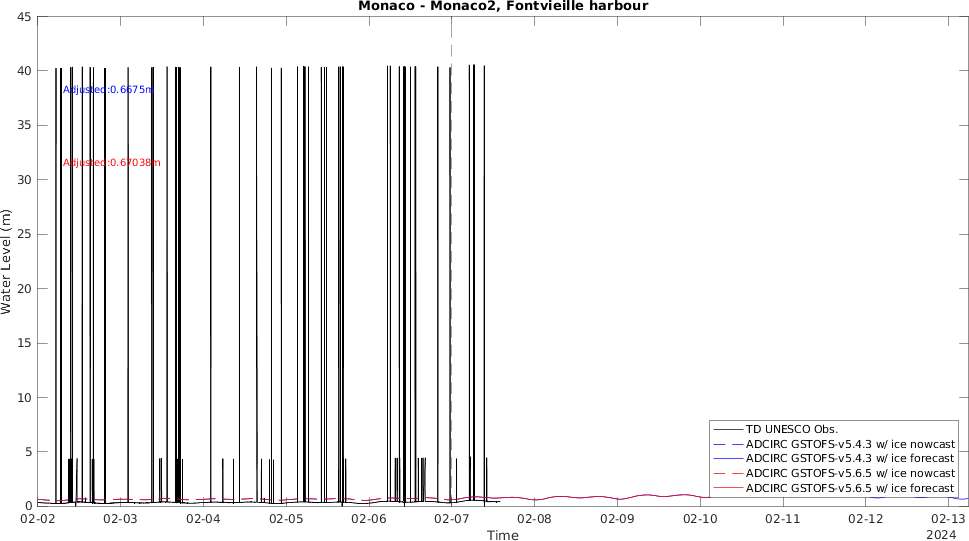 Monaco - Monaco2, Fontvieille harbour
Water Level (m)
45
40
35
30
25
20
15
10
5
0
Adjusted:0.6675m
Adjusted:0.67038m
TD UNESCO Obs.
ADCIRC GSTOFS-v5.4.3 w/ ice nowcast
ADCIRC GSTOFS-v5.4.3 w/ ice forecast
ADCIRC GSTOFS-v5.6.5 w/ ice nowcast
ADCIRC GSTOFS-v5.6.5 w/ ice forecast
02-02 02-03 02-04 02-05 02-06 02-07 02-08 02-09 02-10 02-11 02-12 02-13
Time
2024